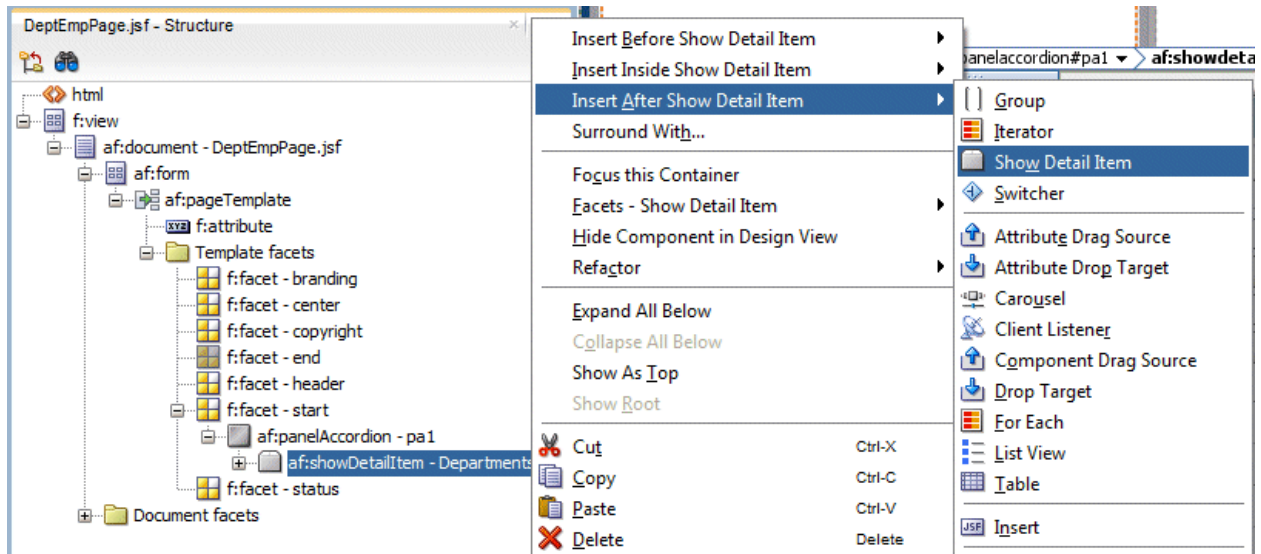 DeptEmpPage.jsf - Structure
html
f:view
af:document - DeptEmpPage.jsf
af:form
af:pageTemplate
f:attribute
Template facets
f:facet - branding
f:facet - center
f:facet - copyright
f:facet - end
f:facet - header
f:facet - start
af:panelAccordion - pa1
af:showDetailItem - Departments
f:facet - status
Document facets
Insert Before Show Detail Item
Insert Inside Show Detail Item
Insert After Show Detail Item
Surround With...
Focus this Container
Facets - Show Detail Item
Hide Component in Design View
Refactor
Expand All Below
Collapse All Below
Show As Top
Show Root
Cut Ctrl-X
Copy Ctrl-C
Paste Ctrl-V
Delete Delete
panelaccordion#pa1 af:showdeta
Group
Iterator
Show Detail Item
Switcher
Attribute Drag Source
Attribute Drop Target
Carousel
Client Listener
Component Drag Source
Drop Target
For Each
List View
Table
JSF Insert